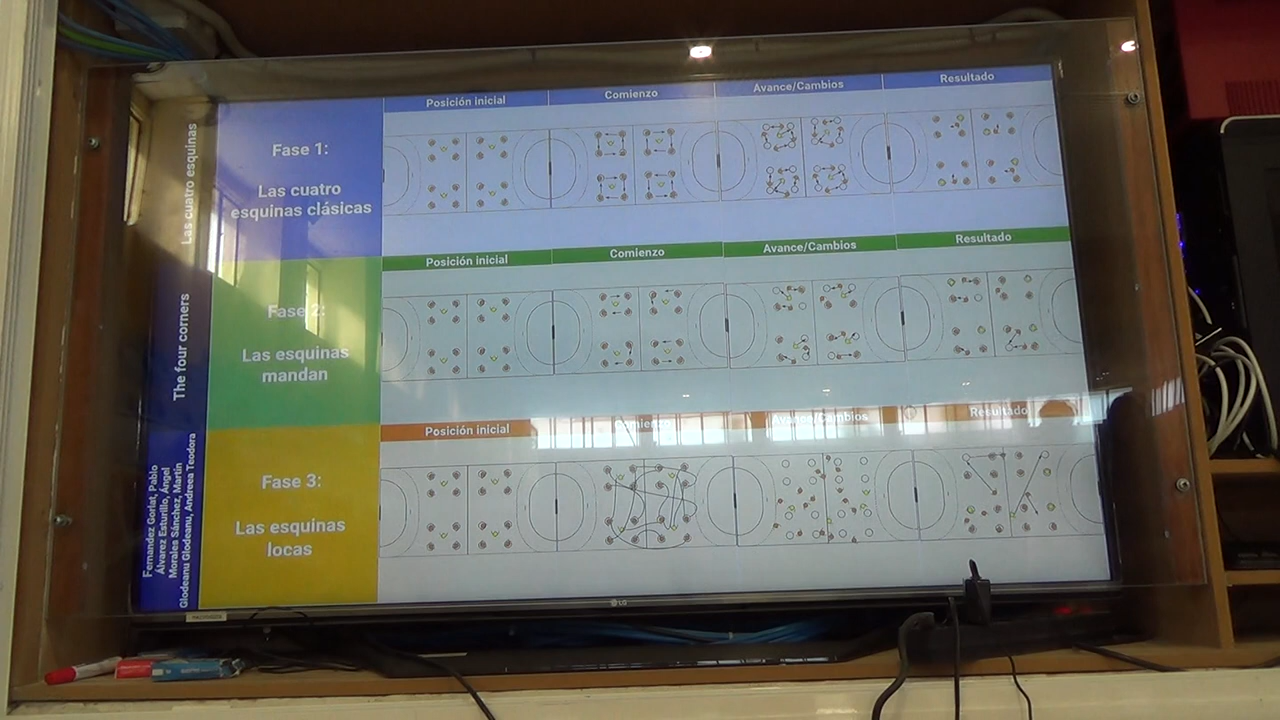 Las cuatro esquinas
The four corners
Fernandez Gorlat, Pablo
Álvarez Esturillo, Ángel
Morales Sánchez, Martín
Glodeanu Glodeanu, Andreea Teodora
Fase 1:
Las cuatro
esquinas clásicas
Posición inicial
Comienzo
Avance/Cambios
Resultado
Fase 2:
Las esquinas
mandan
Posición inicial
Comienzo
Avance/Cambios
Resultado
Fase 3:
Las esquinas
locas
Posición inicial
Comienzo
Avance/Cambios
Resultado
LG